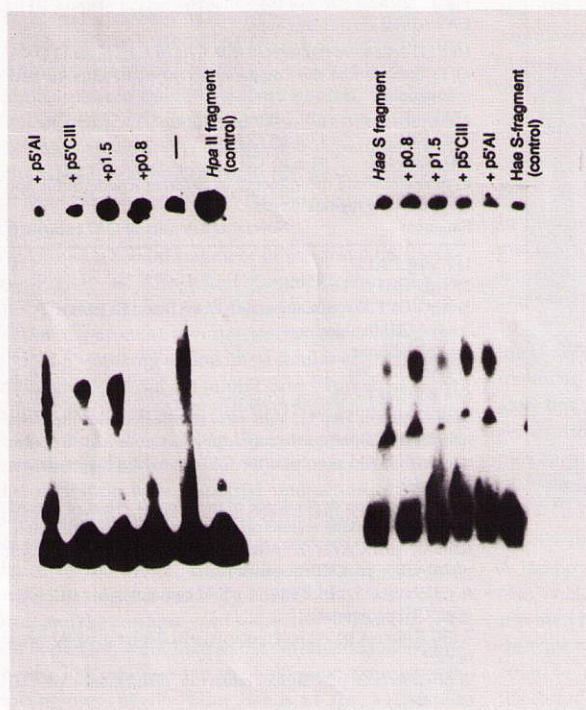 + p5'AI
+ p5'CIII
+p1.5
+p0.8
—
Hpa II fragment
(control)
Hae S fragment
+ p0.8
+ p1.5
+ p5'CIII
+ p5'AI
Hae S-fragment
(control)